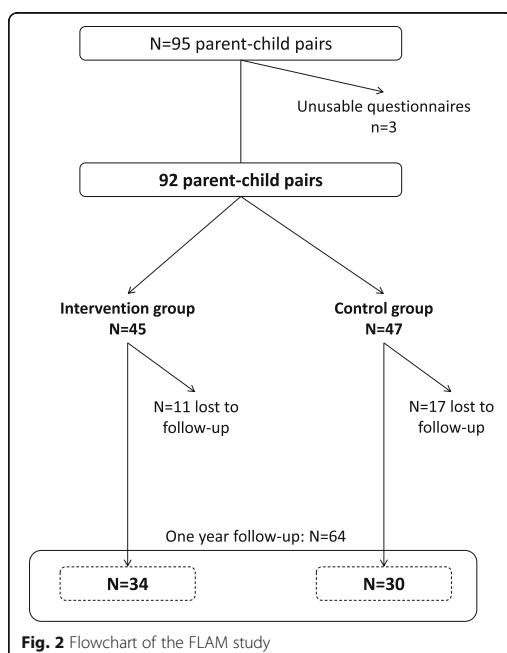 N=95 parent-child pairs
Unusable questionnaires
n=3
92 parent-child pairs
Intervention group
N=45
Control group
N=47
N=11 lost to
follow-up
N=17 lost to
follow-up
One year follow-up: N=64
N=34
N=30
Fig. 2 Flowchart of the FLAM study